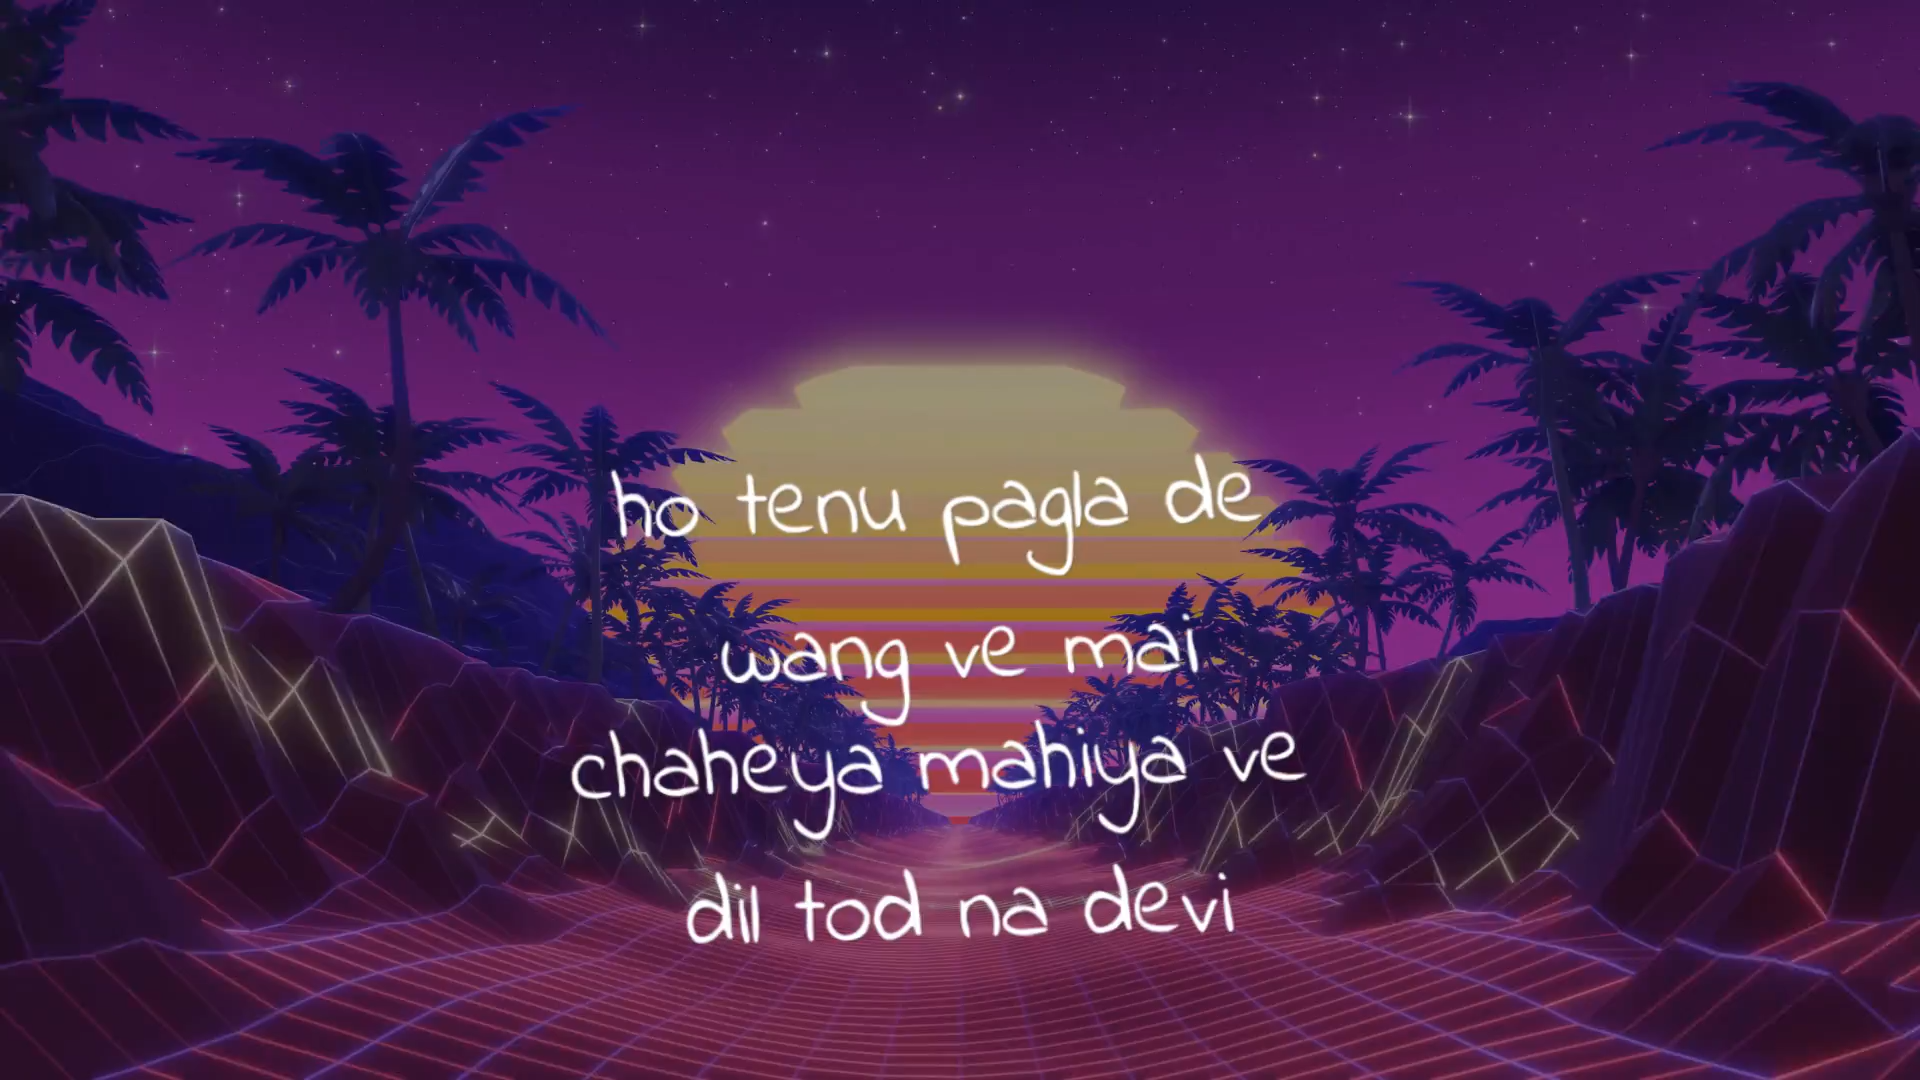 ho tenu pagla de
wang ve mai
chaheya mahiya ve
dil tod na devi